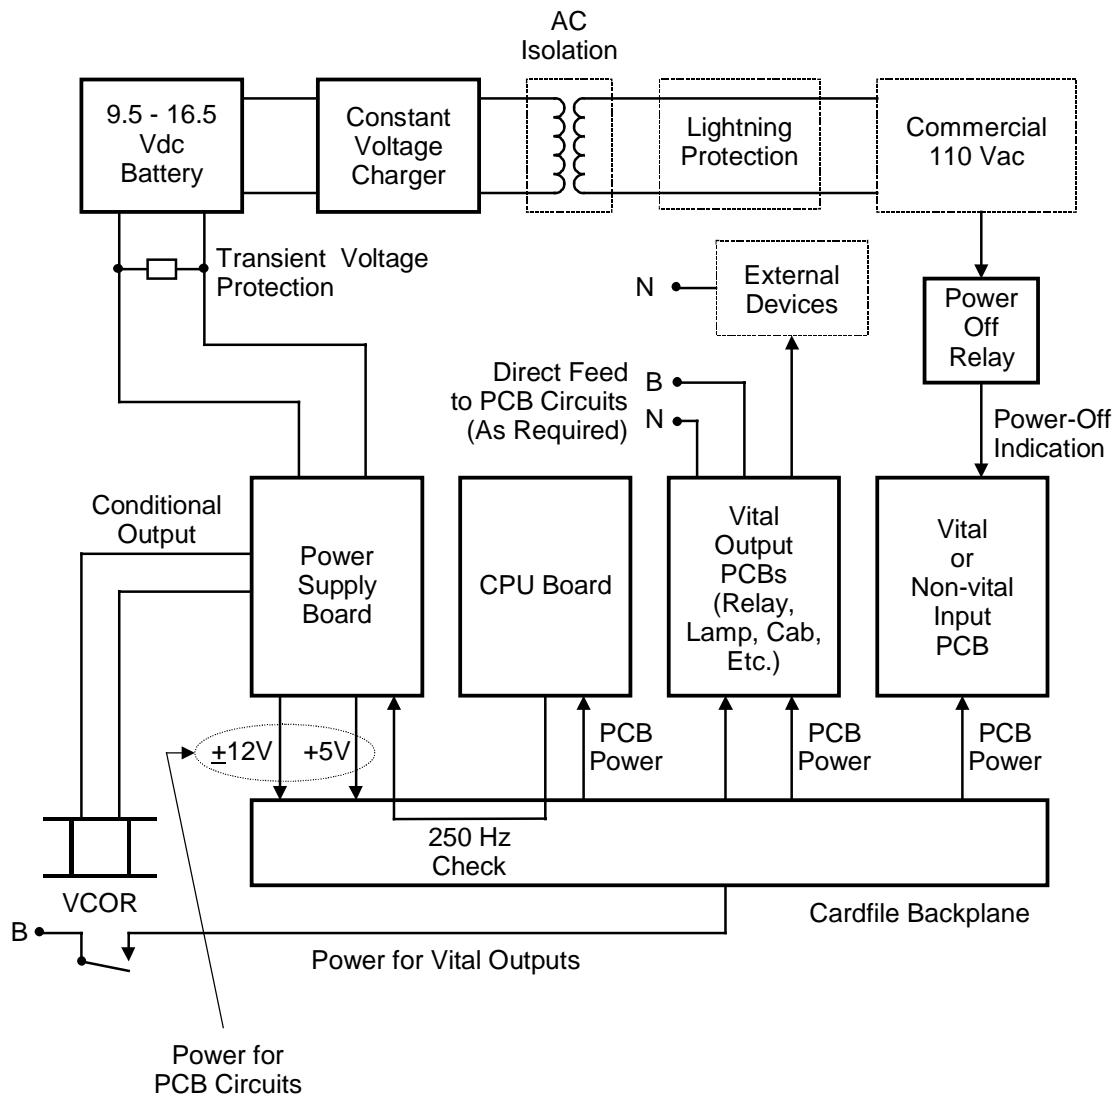 AC
Isolation
9.5 - 16.5
Vdc
Battery
Constant
Voltage
Charger
Lightning
Protection
Commercial
110 Vac
Transient Voltage
Protection
N
External
Devices
Power
Off
Relay
Direct Feed
to PCB Circuits
(As Required)
B
N
Power-Off
Indication
Conditional
Output
Power
Supply
Board
CPU Board
Vital
Output
PCBs
(Relay,
Lamp, Cab,
Etc.)
Vital
or
Non-vital
Input
PCB
±12V
+5V
PCB
Power
PCB
Power
PCB
Power
250 Hz
Check
VCOR
Cardfile Backplane
B
Power for Vital Outputs
Power for
PCB Circuits